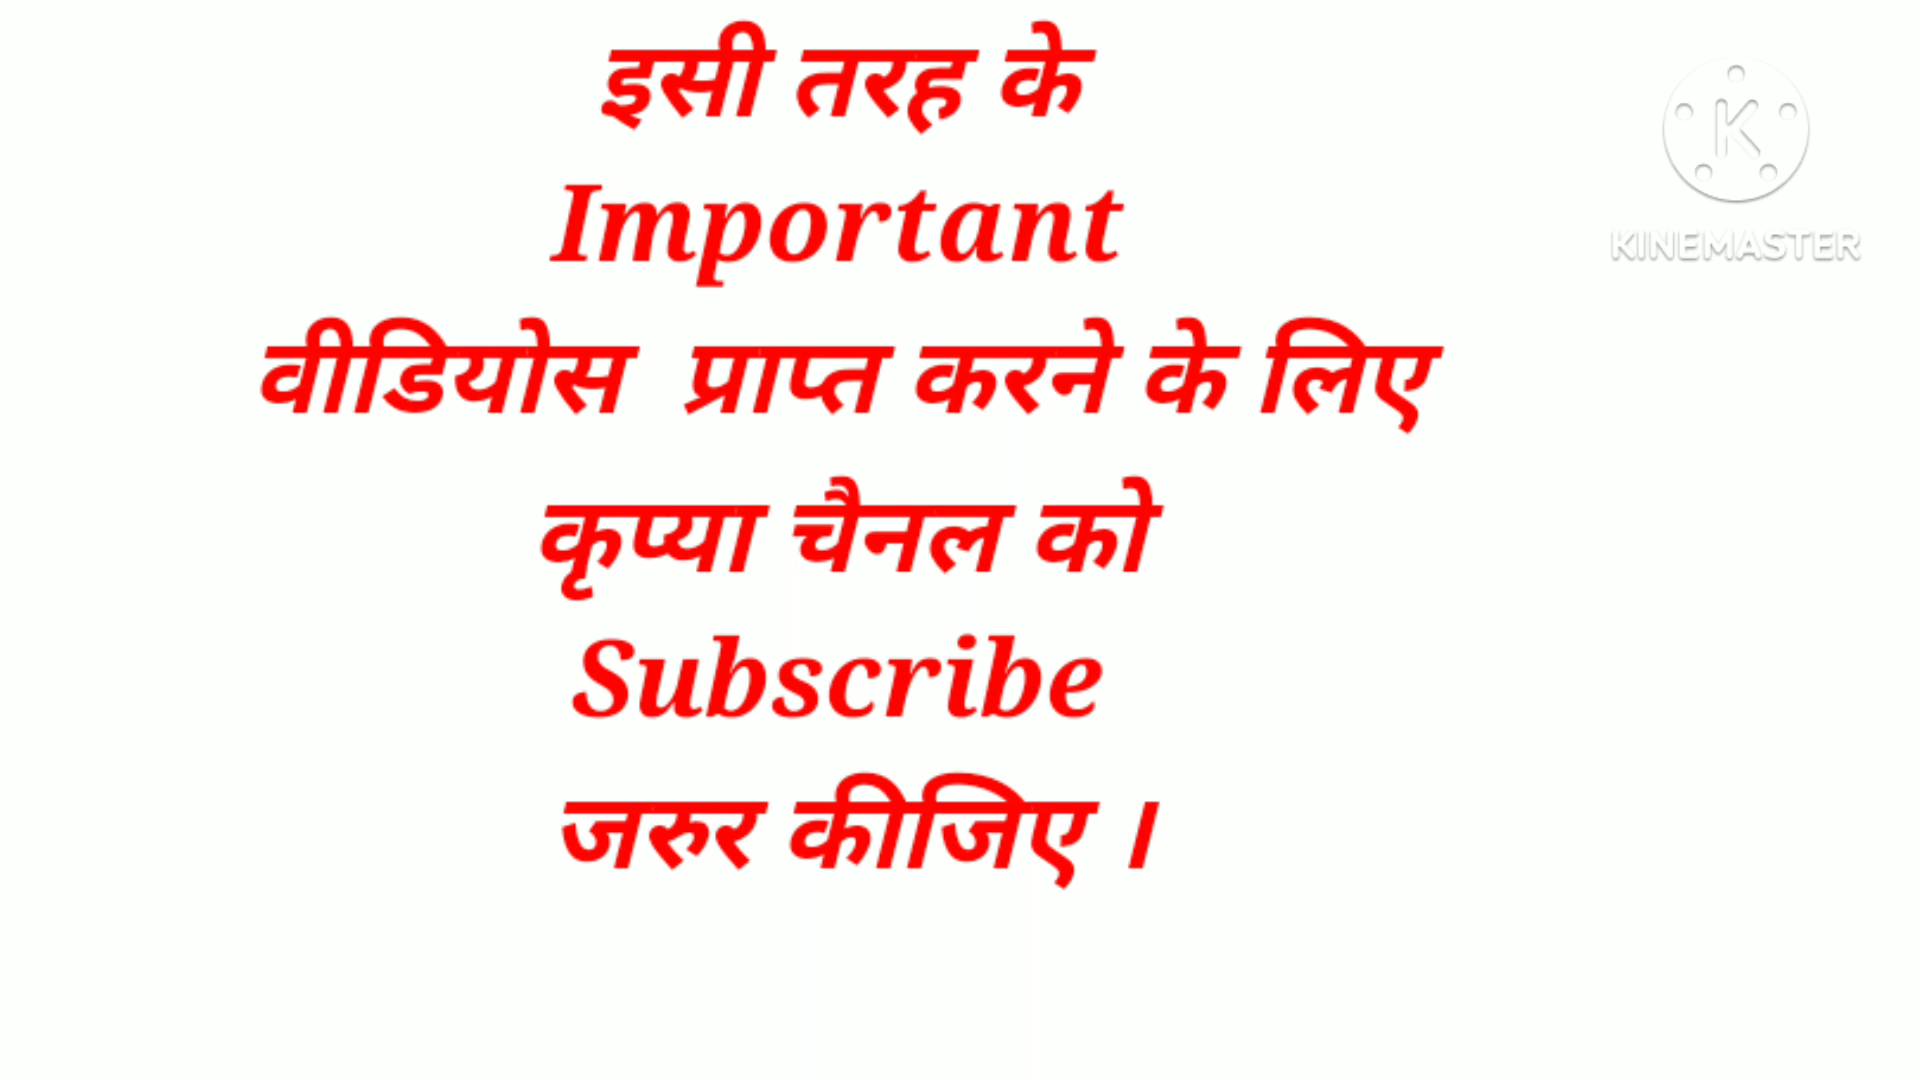 इसी तरह के
Important
वीडियोस  प्राप्त करने के लिए
कृप्या चैनल को
Subscribe
जरुर कीजिए ।
K
KINEMASTER